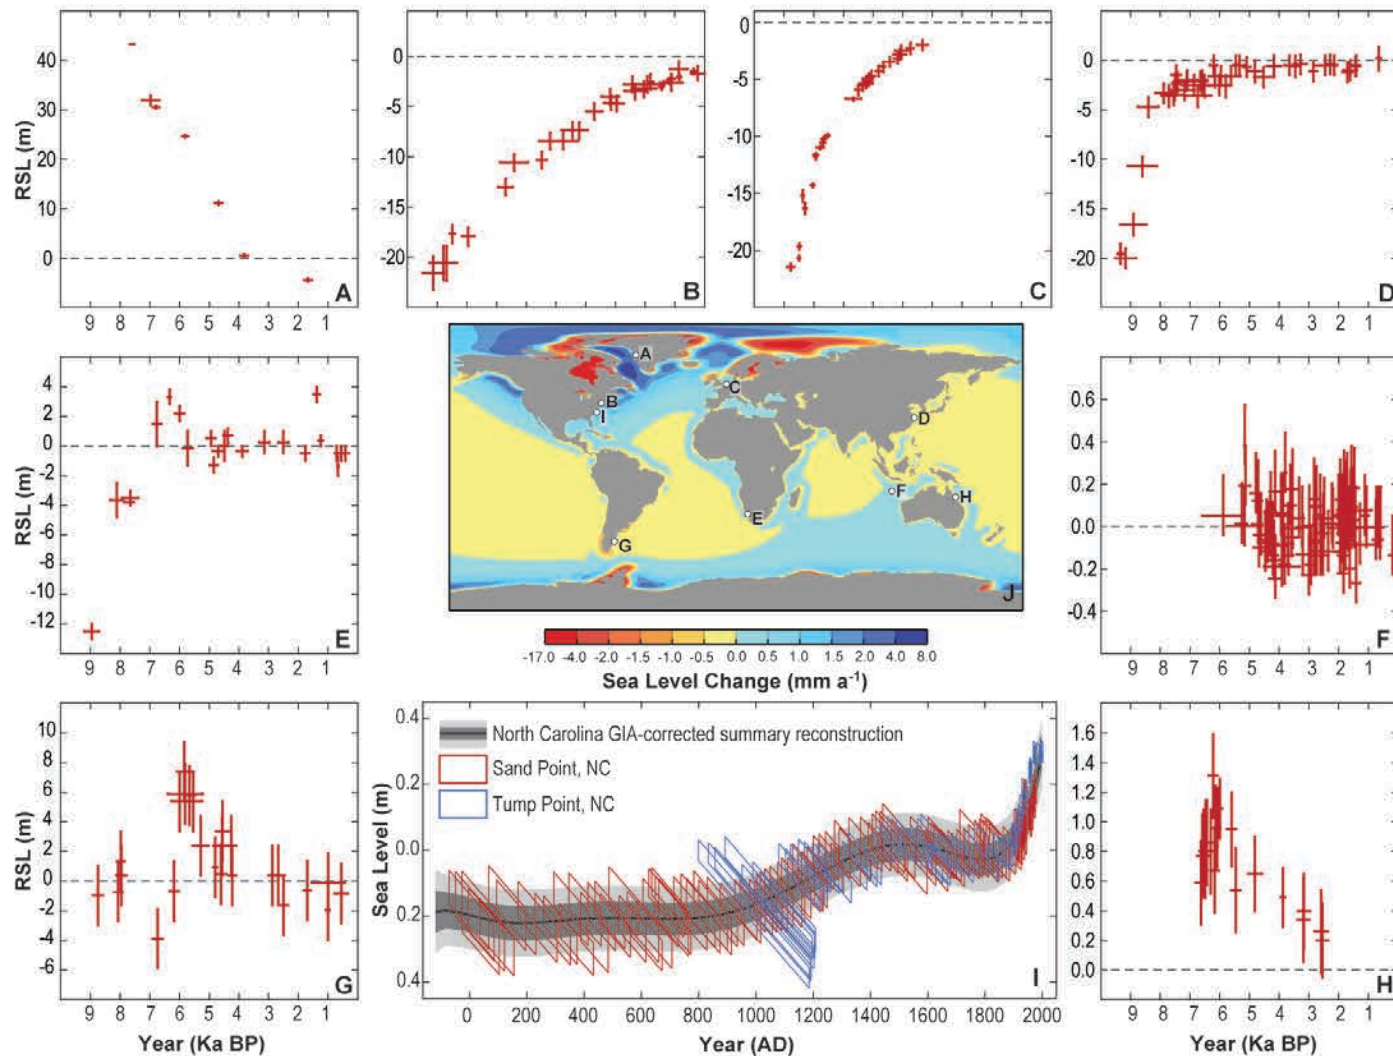 40
30
20
10
0
RSL (m)
9 8 7 6 5 4 3 2 1
A
0
-5
-10
-15
-20
B
0
-5
-10
-15
-20
C
0
-5
-10
-15
-20
RSL (m)
9 8 7 6 5 4 3 2 1
D
4
2
0
-2
-4
-6
-8
-10
-12
RSL (m)
9 8 7 6 5 4 3 2 1
E
A
B
C
I
D
F
H
E
G
J
-17.0 -4.0 -2.0 -1.5 -1.0 -0.5 0.0 0.5 1.0 1.5 2.0 4.0 8.0
Sea Level Change (mm a-1)
0.6
0.4
0.2
0.0
-0.2
-0.4
9 8 7 6 5 4 3 2 1
F
10
8
6
4
2
0
-2
-4
-6
RSL (m)
9 8 7 6 5 4 3 2 1
Year (Ka BP)
G
0.4
0.2
0.0
0.2
0.4
Sea Level (m)
North Carolina GIA-corrected summary reconstruction
Sand Point, NC
Tump Point, NC
I
0 200 400 600 800 1000 1200 1400 1600 1800 2000
Year (AD)
1.6
1.4
1.2
1.0
0.8
0.6
0.4
0.2
0.0
H
9 8 7 6 5 4 3 2 1
Year (Ka BP)